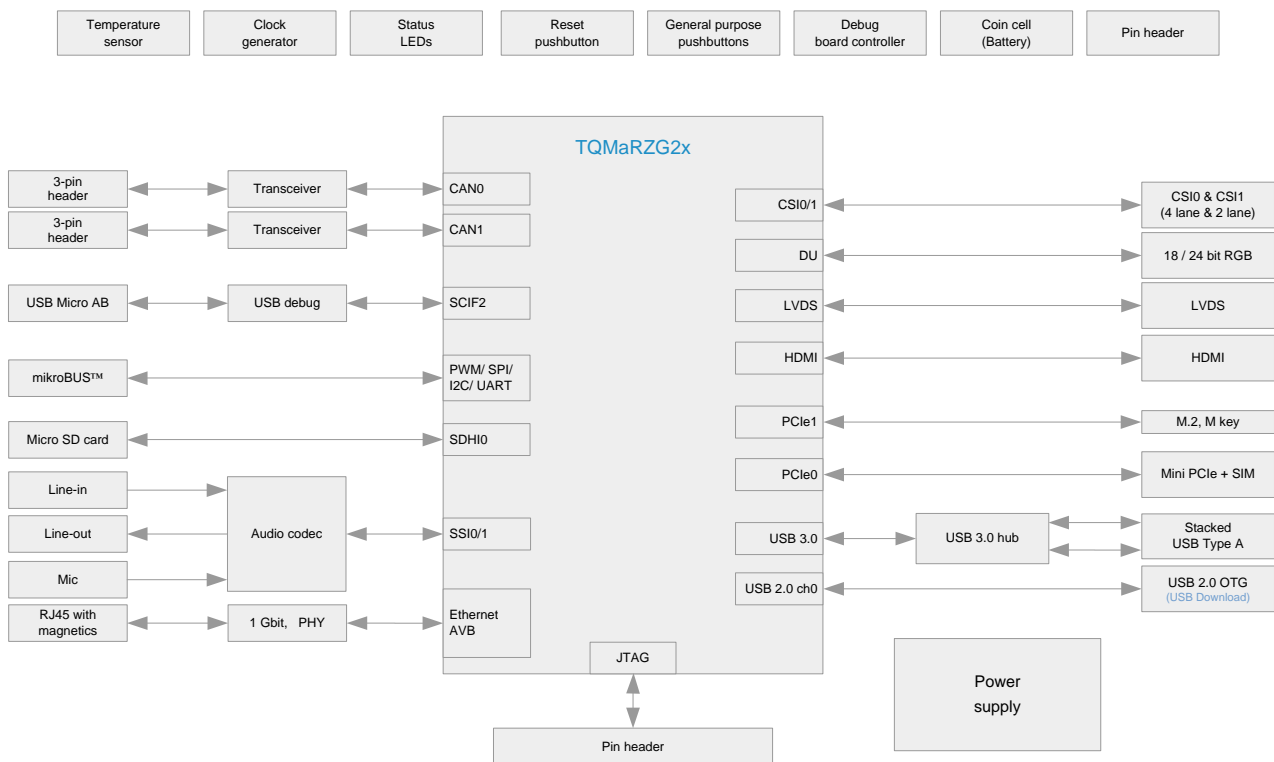 Temperature
sensor
Clock
generator
Status
LEDs
Reset
pushbutton
General purpose
pushbuttons
Debug
board controller
Coin cell
(Battery)
Pin header
TQMaRZG2x
3-pin
header
Transceiver
CAN0
3-pin
header
Transceiver
CAN1
USB Micro AB
USB debug
SCIF2
mikroBUS™
PWM/ SPI/
I2C/ UART
Micro SD card
SDHI0
Line-in
Line-out
Mic
Audio codec
SSI0/1
RJ45 with
magnetics
1 Gbit, PHY
Ethernet
AVB
CSI0/1
CSI0 & CSI1
(4 lane & 2 lane)
DU
18 / 24 bit RGB
LVDS
LVDS
HDMI
HDMI
PCIe1
M.2, M key
PCIe0
Mini PCIe + SIM
USB 3.0
USB 3.0 hub
Stacked
USB Type A
USB 2.0 ch0
USB 2.0 OTG
(USB Download)
JTAG
Pin header
Power
supply